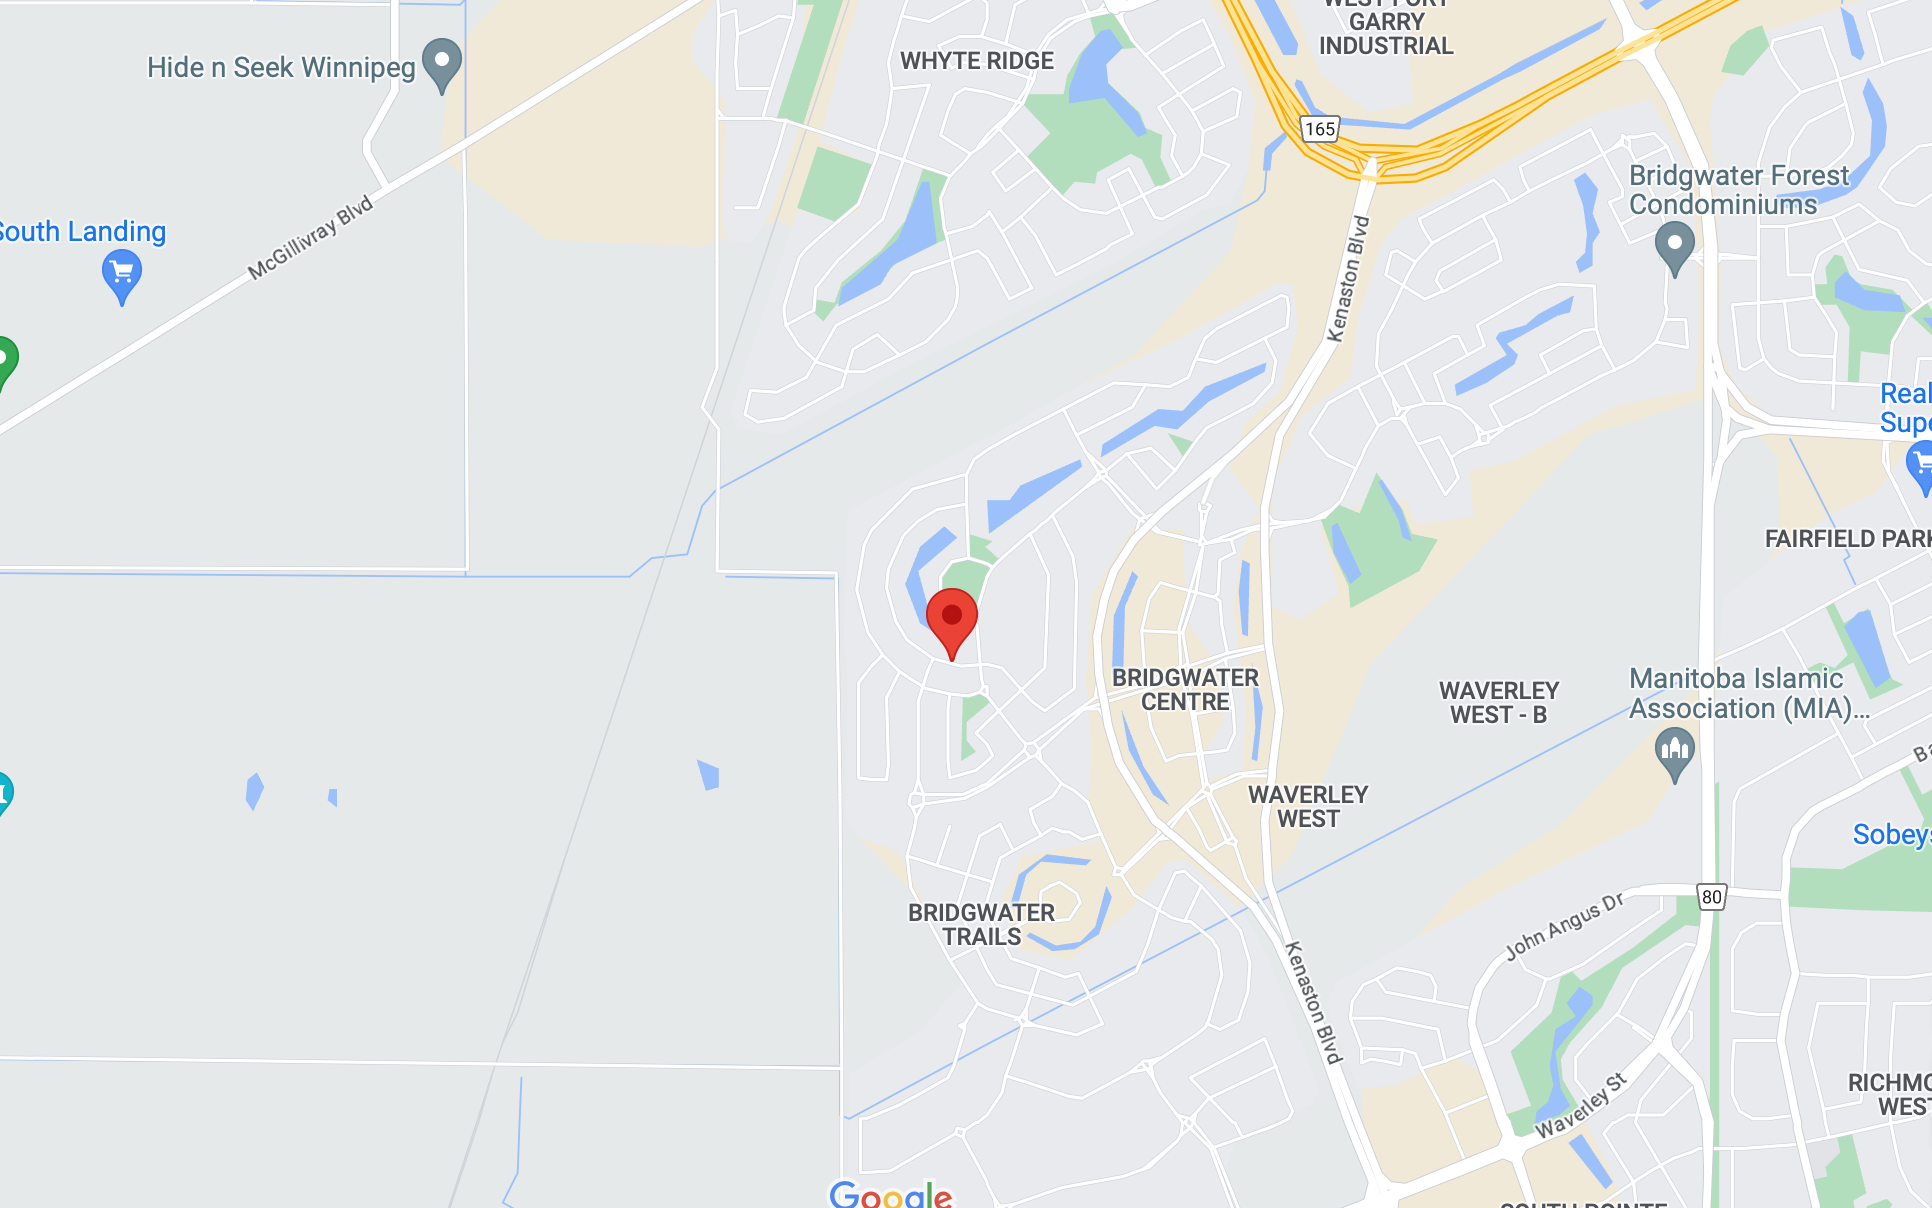 WEST FORT
GARRY
INDUSTRIAL
WHYTE RIDGE
Hide n Seek Winnipeg
165
Bridgwater Forest
Condominiums
McGillivray Blvd
South Landing
Kenaston Blvd
Real
Supe
FAIRFIELD PARK
BRIDGWATER
CENTRE
WAVERLEY
WEST - B
Manitoba Islamic
Association (MIA)...
Ba
WAVERLEY
WEST
Sobeys
80
BRIDGWATER
TRAILS
John Angus Dr
Kenaston Blvd
Waverley St
RICHMO
WEST
Google
SOUTH POINTE